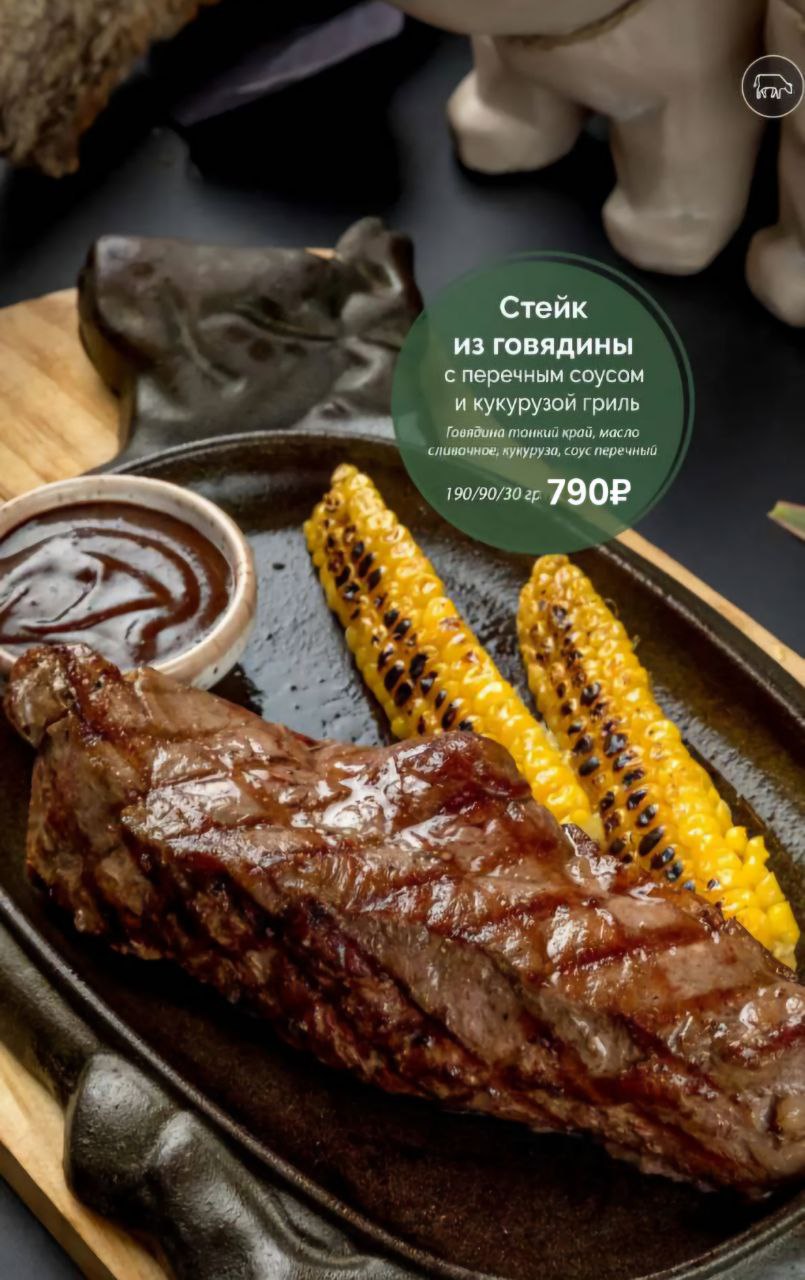 Стейк
из говядины
с перечным соусом
и кукурузой гриль
Говядина тонкий край, масло
сливочное, кукуруза, соус перечный
190/90/30 гр. 790₽